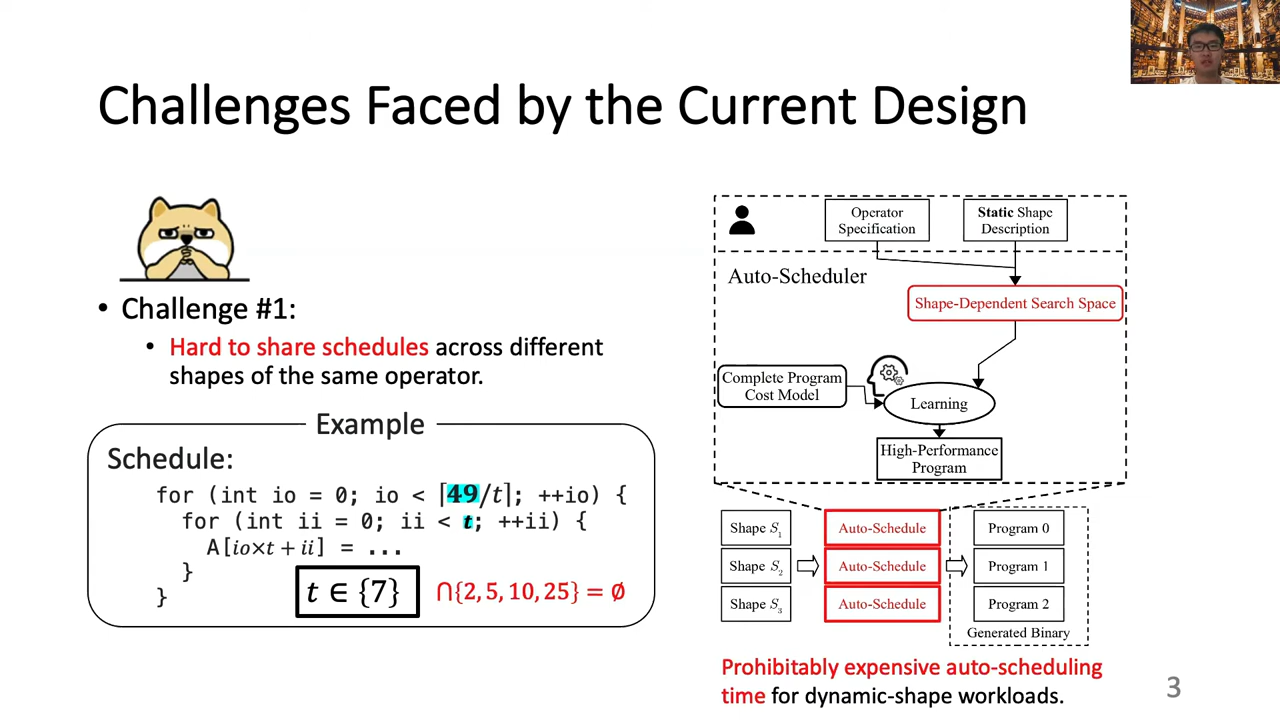 Challenges Faced by the Current Design
• Challenge #1:
• Hard to share schedules across different
shapes of the same operator.
Example
Schedule:
for (int io = 0; io < ⌈49/t⌉; ++io) {
for (int ii = 0; ii < t; ++ii) {
A[io×t + ii] = ...
}
}
t ∈ {7}
∩{2, 5, 10, 25} = ∅
Operator
Specification
Static Shape
Description
Auto-Scheduler
Shape-Dependent Search Space
Complete Program
Cost Model
Learning
High-Performance
Program
Shape S₁
Auto-Schedule
Program 0
Shape S₂
Auto-Schedule
Program 1
Shape S₃
Auto-Schedule
Program 2
Generated Binary
Prohibitably expensive auto-scheduling
time for dynamic-shape workloads.
3